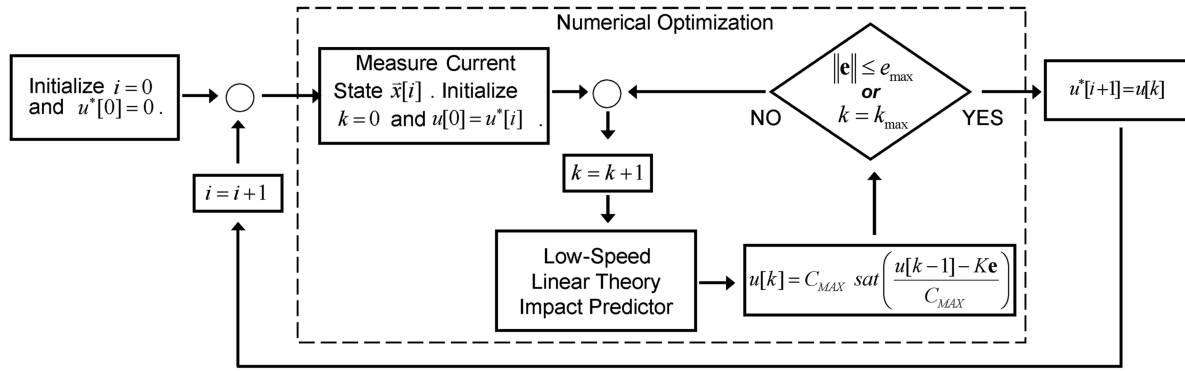 Numerical Optimization
Initialize i=0
and u*[0]=0 .
Measure Current
State x⃗[i] . Initialize
k=0 and u[0]=u*[i] .
k=k+1
Low-Speed
Linear Theory
Impact Predictor
u[k]=C_MAX sat((u[k-1]-Ke)/C_MAX)
‖e‖ ≤ e_max
or
k = k_max
NO
YES
u*[i+1]=u[k]
i=i+1